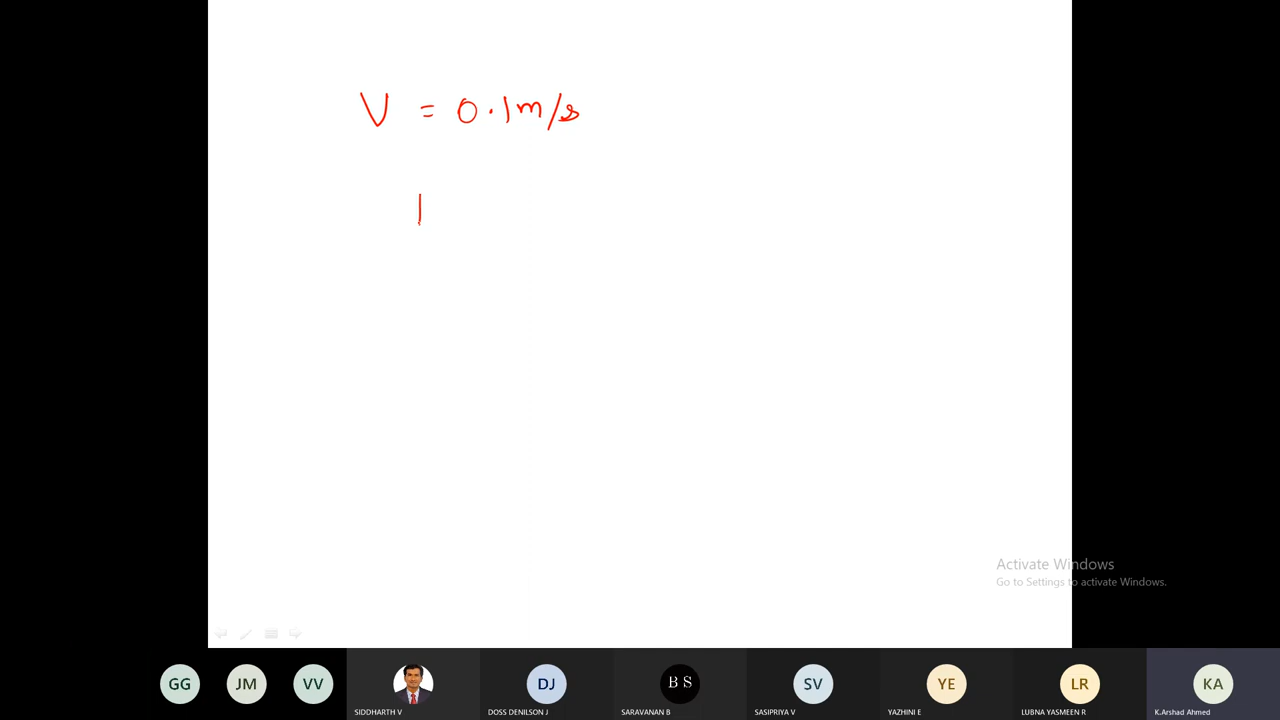 V = 0.1m/s
|
Activate Windows
Go to Settings to activate Windows.
GG
JM
VV
SIDDHARTH V
DJ
DOSS DENILSON J
B S
SARAVANAN B
SV
SASIPRIYA V
YE
YAZHINI E
LR
LUBNA YASMEEN R
KA
K.Arshad Ahmed